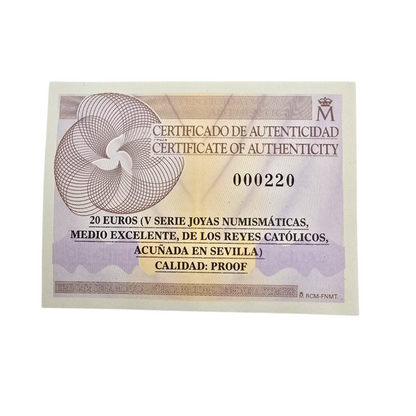 M
CERTIFICADO DE AUTENTICIDAD
CERTIFICATE OF AUTHENTICITY
000220
20 EUROS (V SERIE JOYAS NUMISMÁTICAS,
MEDIO EXCELENTE, DE LOS REYES CATÓLICOS,
ACUÑADA EN SEVILLA)
CALIDAD: PROOF
RCM-FNMT